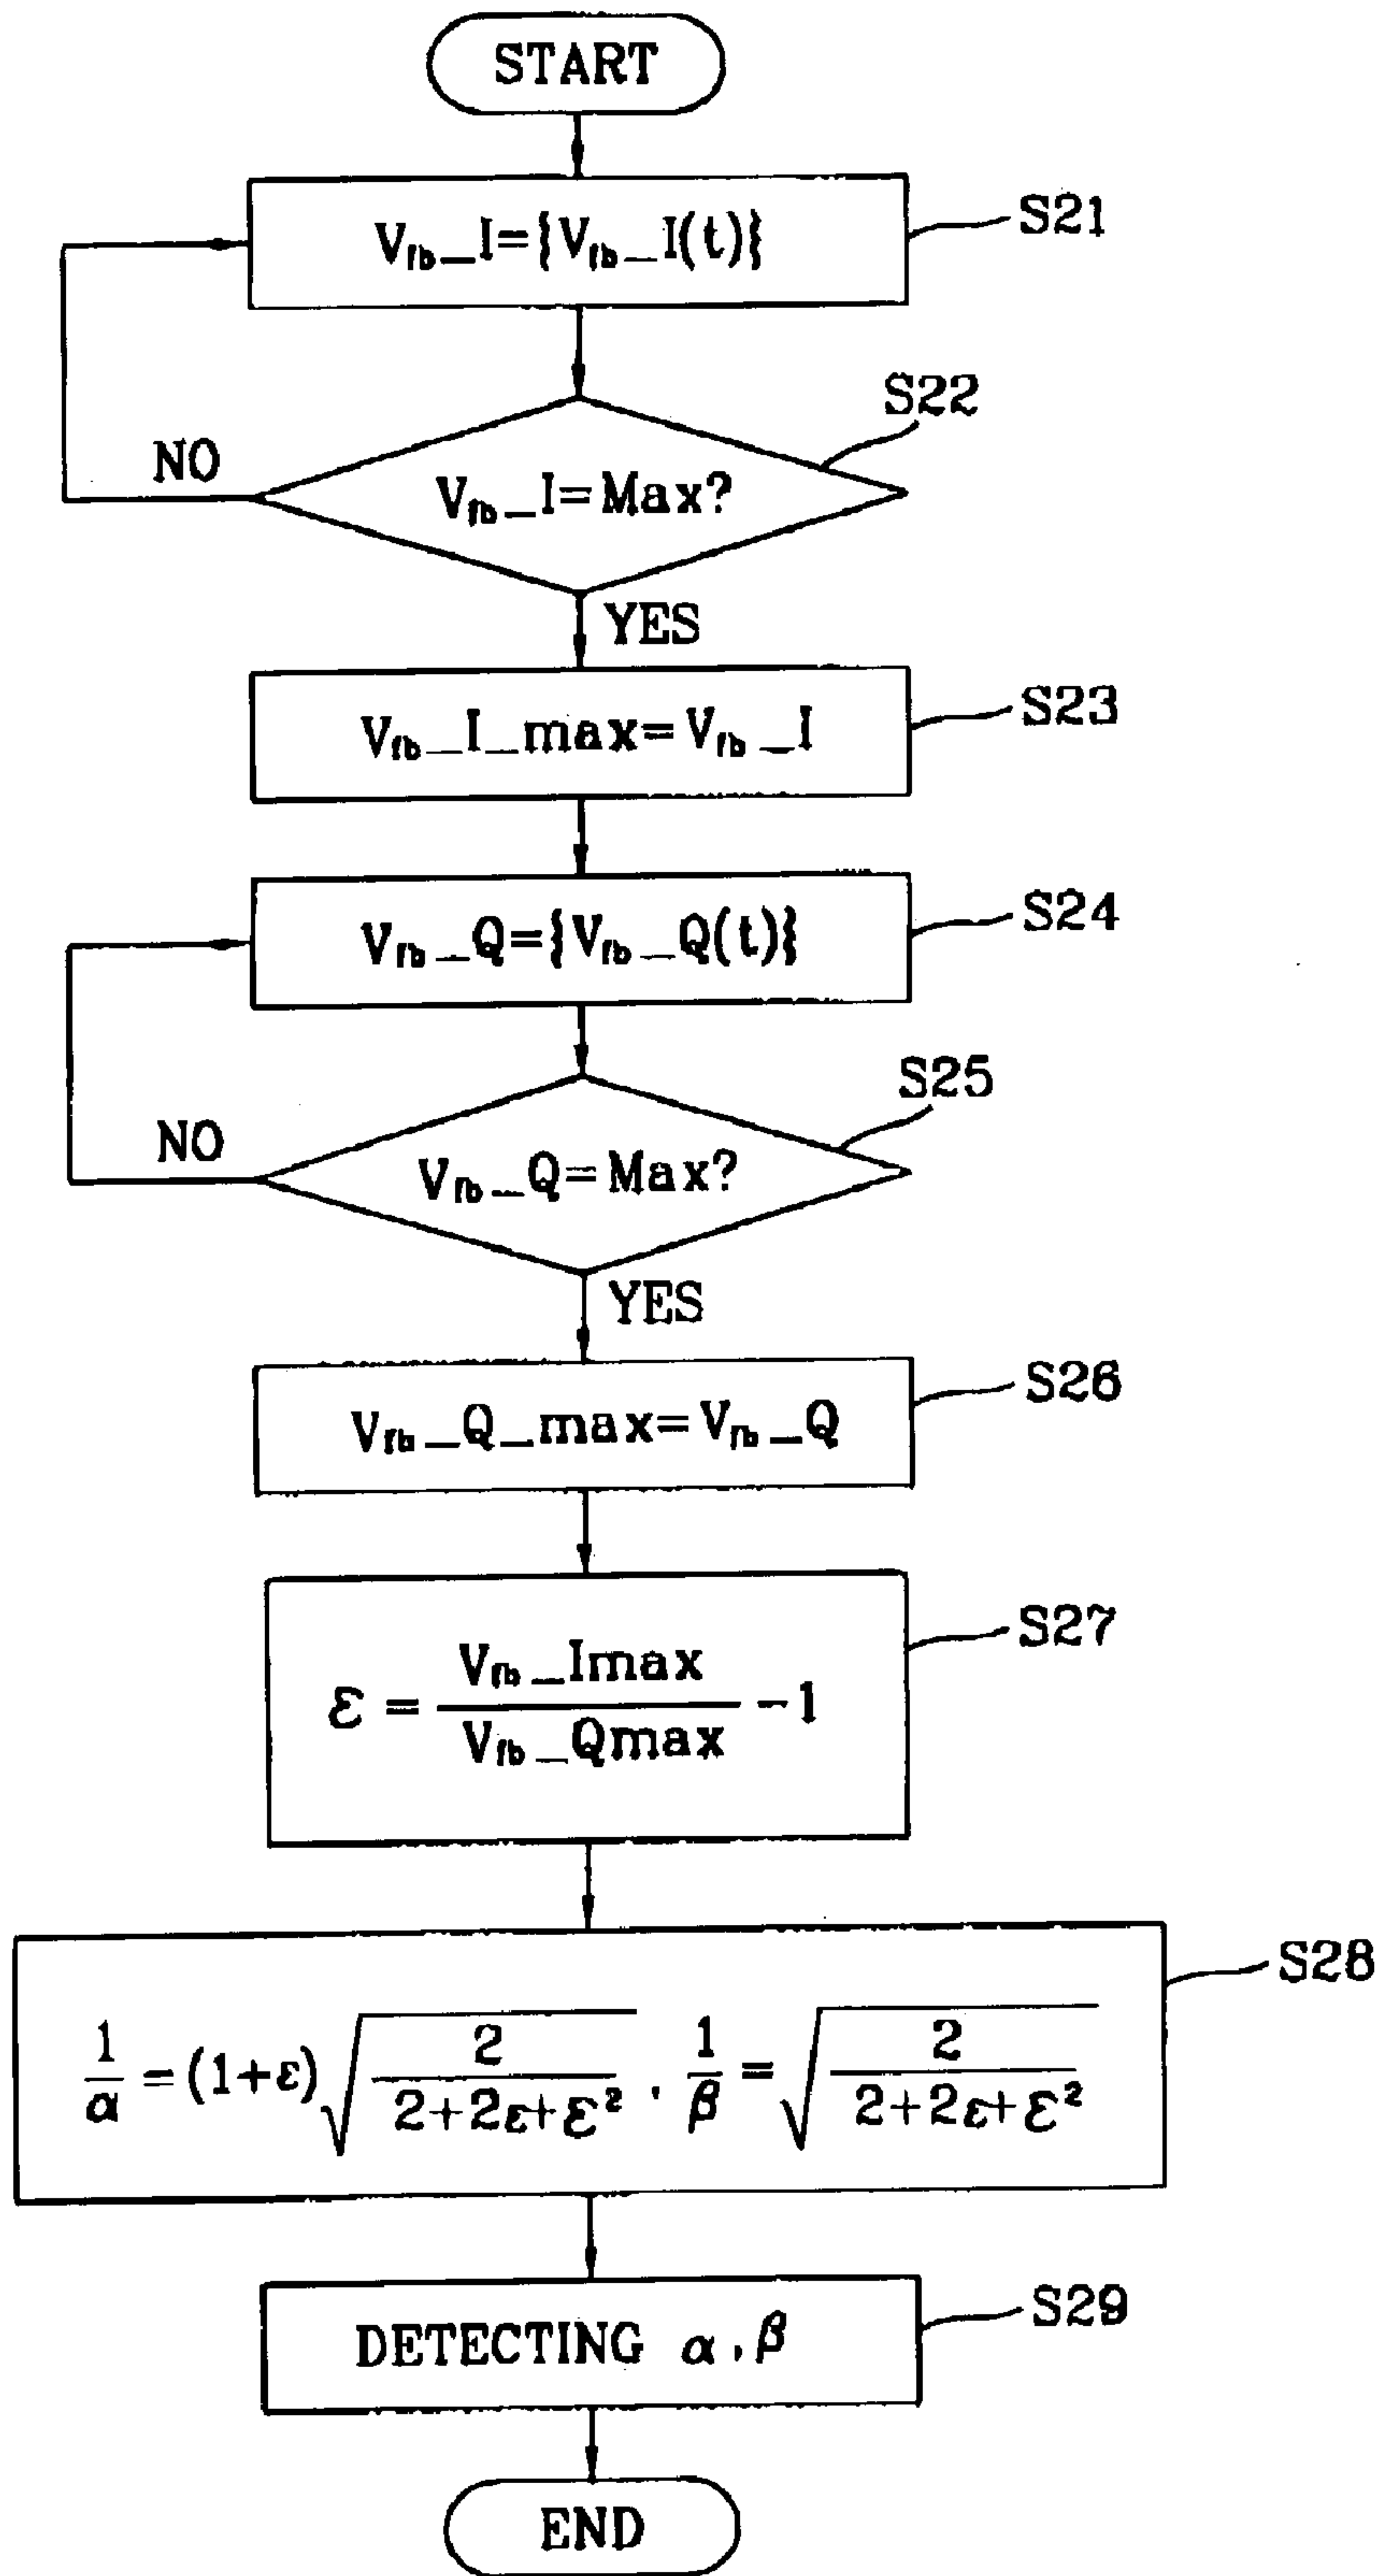 START
V_fb_I={V_fb_I(t)}
S21
S22
NO
V_fb_I=Max?
YES
S23
V_fb_I_max=V_fb_I
S24
V_fb_Q={V_fb_Q(t)}
S25
NO
V_fb_Q=Max?
YES
S26
V_fb_Q_max=V_fb_Q
S27
ε = V_fb_Imax / V_fb_Qmax -1
S28
1/α = (1+ε)√(2/(2+2ε+ε²)), 1/β = √(2/(2+2ε+ε²))
S29
DETECTING α, β
END